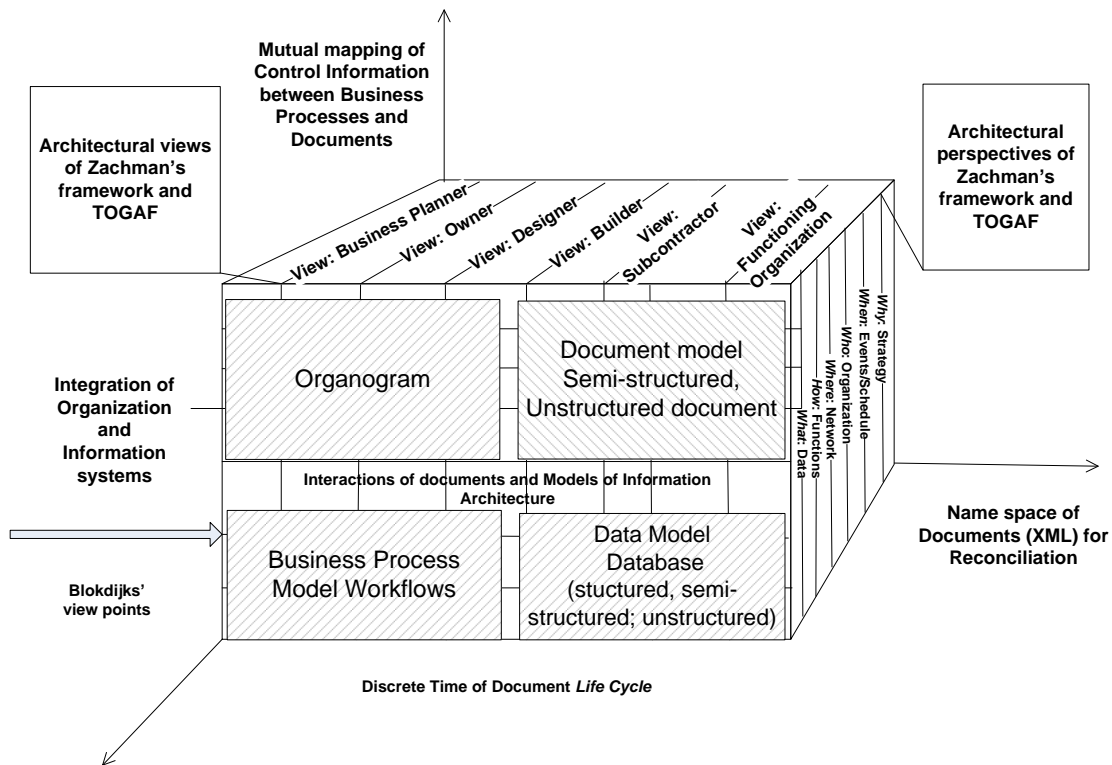 Mutual mapping of
Control Information
between Business
Processes and
Documents
Architectural views
of Zachman’s
framework and
TOGAF
Architectural
perspectives of
Zachman’s
framework and
TOGAF
View: Business Planner
View: Owner
View: Designer
View: Builder
View:
Subcontractor
View:
Functioning
Organization
Organogram
Document model
Semi-structured,
Unstructured document
Integration of
Organization
and
Information
systems
What: Data
How: Functions
Where: Network
Who: Organization
When: Events/Schedule
Why: Strategy
Interactions of documents and Models of Information
Architecture
Business Process
Model Workflows
Data Model
Database
(stuctured, semi-
structured; unstructured)
Name space of
Documents (XML) for
Reconciliation
Blokdijks’
view points
Discrete Time of Document Life Cycle